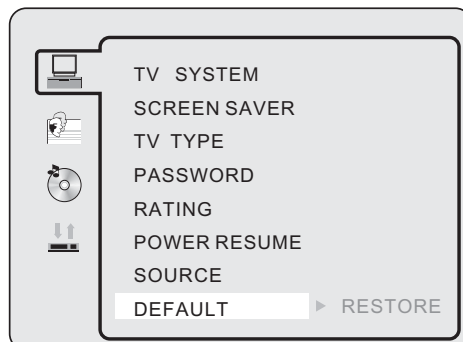 TV SYSTEM
SCREEN SAVER
TV TYPE
PASSWORD
RATING
POWER RESUME
SOURCE
DEFAULT RESTORE